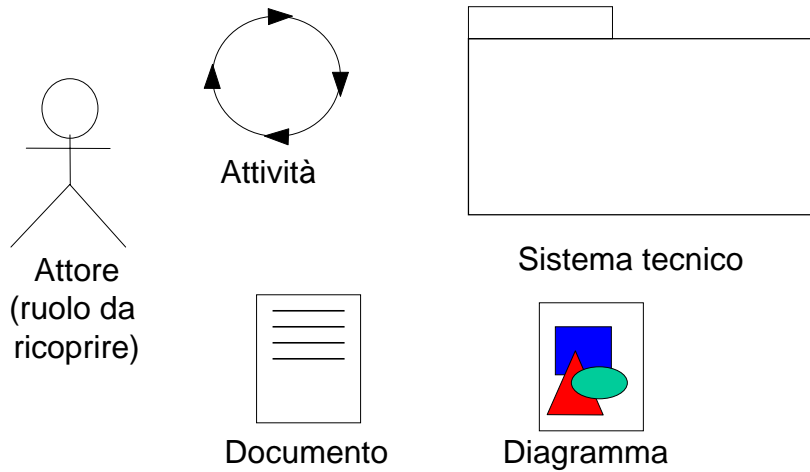 Attività
Sistema tecnico
Attore
(ruolo da
ricoprire)
Documento
Diagramma